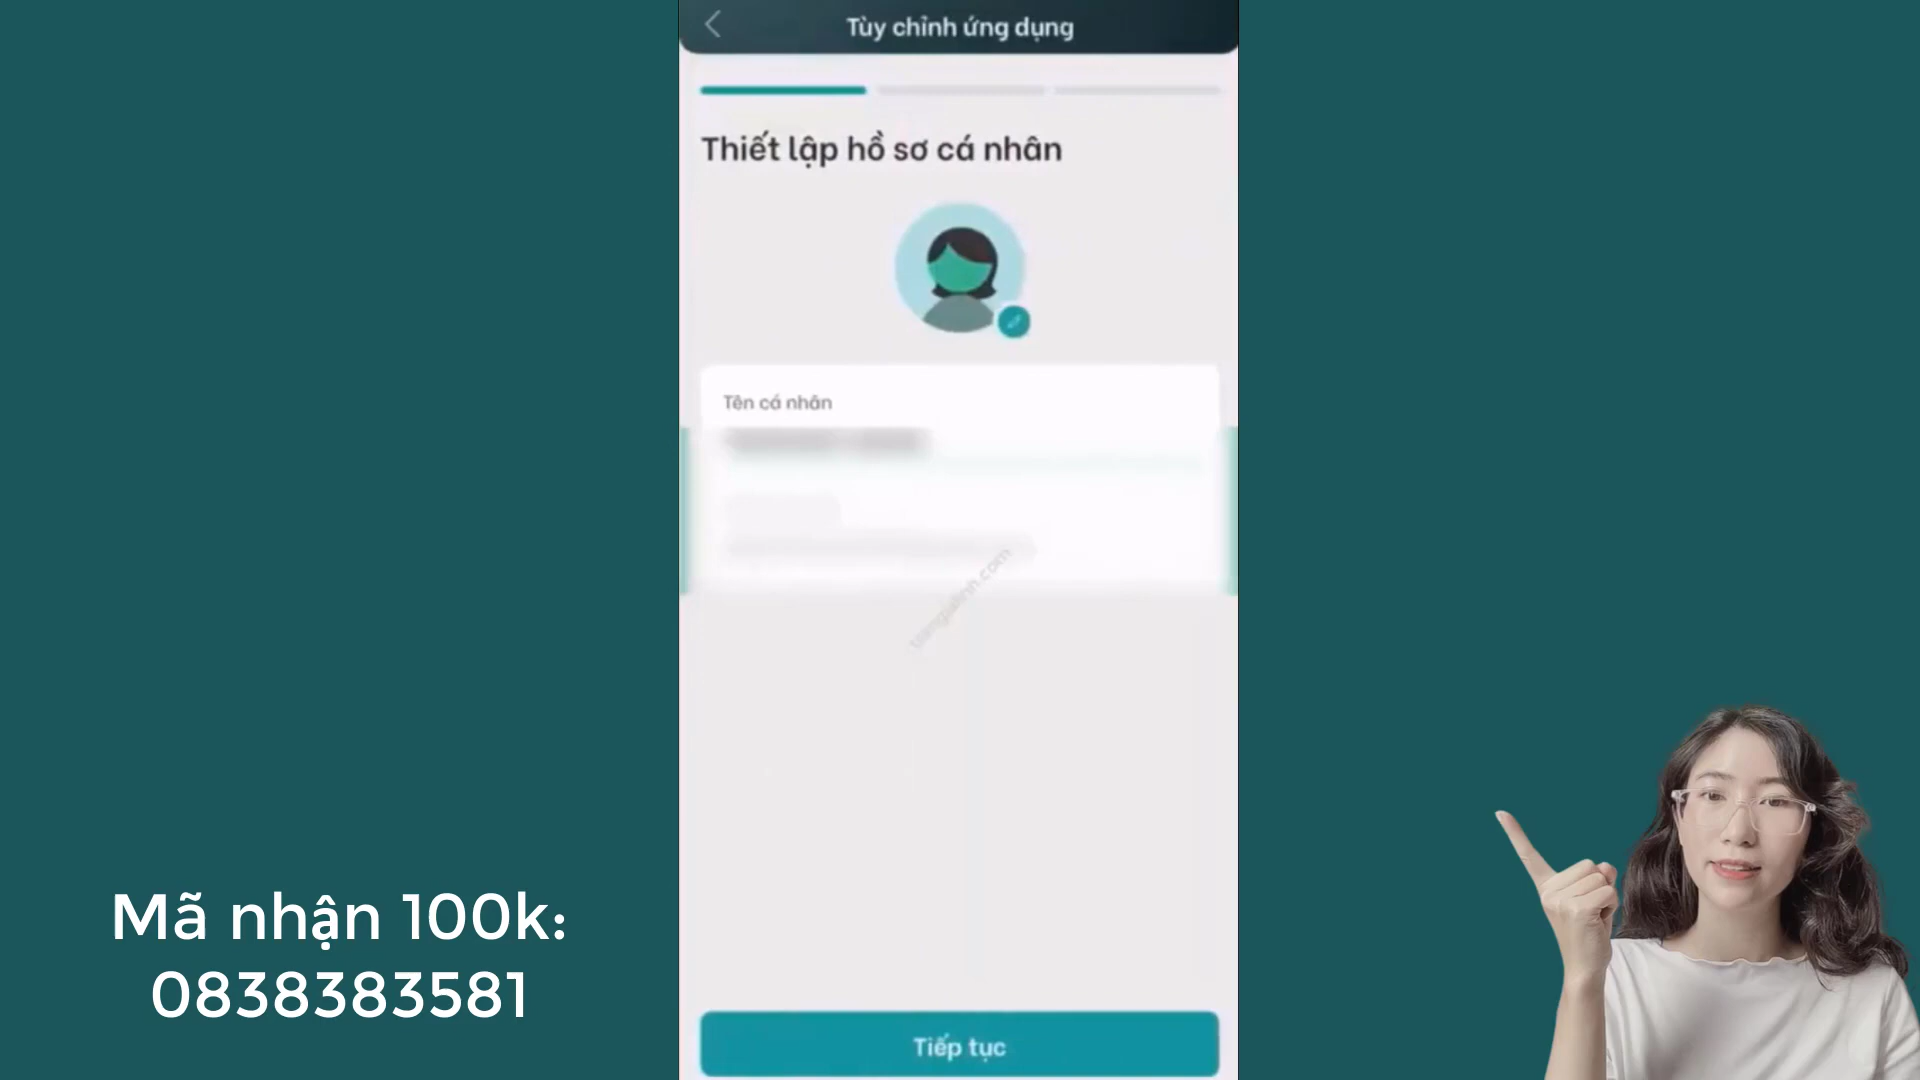 Tùy chỉnh ứng dụng
Thiết lập hồ sơ cá nhân
Tên cá nhân
Tiếp tục
Mã nhận 100k:
0838383581